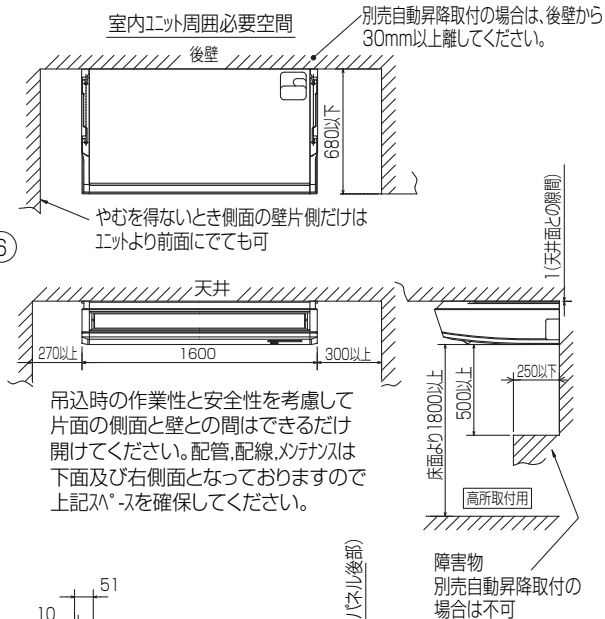 室内ユニット周囲必要空間
別売自動昇降取付の場合は、後壁から
30mm以上離してください。
後壁
680以下
やむを得ないとき側面の壁片側だけは
ユニットより前面にでても可
6
1(天井面との隙間)
天井
270以上
1600
300以上
吊込時の作業性と安全性を考慮して
片面の側面と壁との間はできるだけ
開けてください。配管,配線,メンテナンスは
下面及び右側面となっておりますので
上記スペースを確保してください。
床面より1800以上
500以上
250以下
高所取付用
障害物
別売自動昇降取付の
場合は不可
51
10
パネル後部)